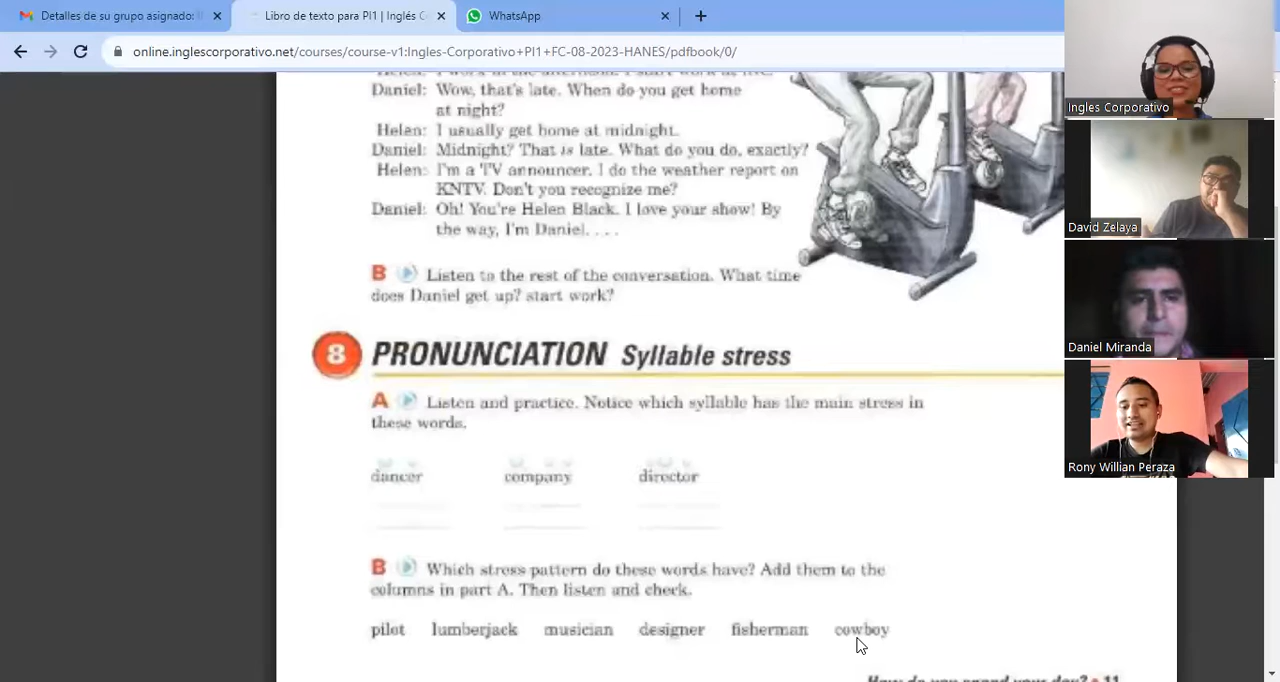 Detalles de su grupo asignado:
Libro de texto para PI1 | Inglés C
WhatsApp
online.inglescorporativo.net/courses/course-v1:Ingles-Corporativo+PI1+FC-08-2023-HANES/pdfbook/0/
Daniel: Wow, that's late. When do you get home
at night?
Helen: I usually get home at midnight.
Daniel: Midnight? That is late. What do you do, exactly?
Helen: I'm a TV announcer. I do the weather report on
KNTV. Don't you recognize me?
Daniel: Oh! You're Helen Black. I love your show! By
the way, I'm Daniel. . . .
B Listen to the rest of the conversation. What time
does Daniel get up? start work?
8 PRONUNCIATION Syllable stress
A Listen and practice. Notice which syllable has the main stress in
these words.
dancer company director
B Which stress pattern do these words have? Add them to the
columns in part A. Then listen and check.
pilot lumberjack musician designer fisherman cowboy
How do you spend your day? • 11
Ingles Corporativo
David Zelaya
Daniel Miranda
Rony Willian Peraza